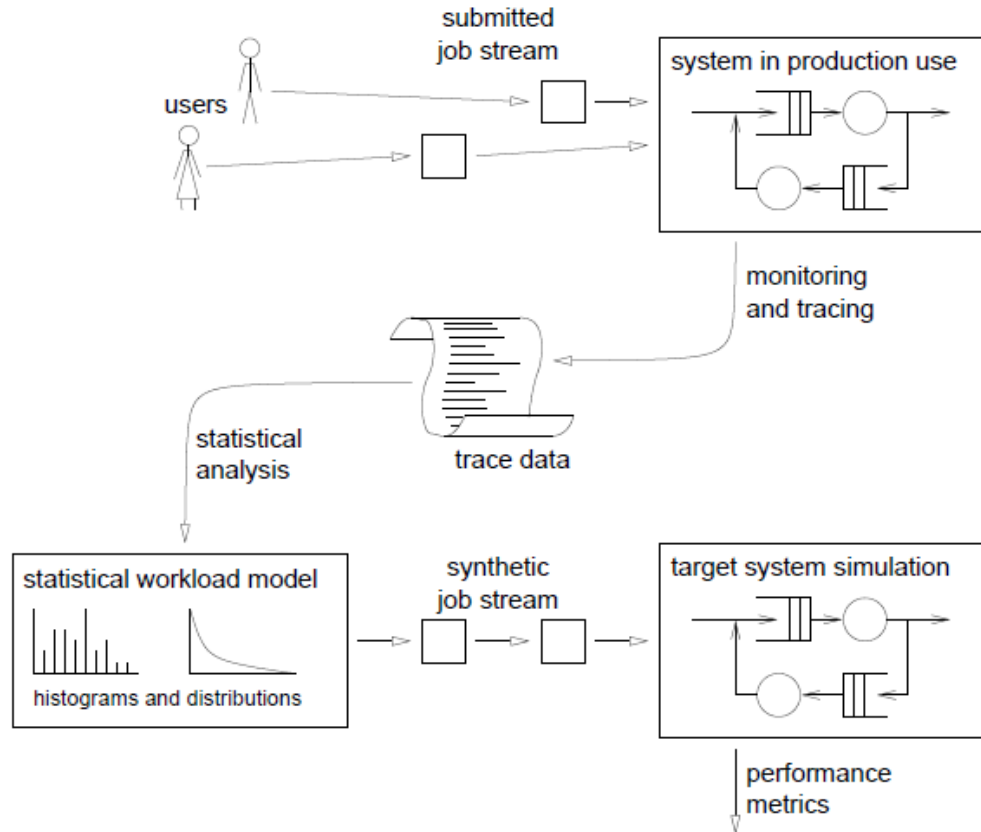 submitted
job stream
system in production use
users
monitoring
and tracing
statistical
analysis
trace data
statistical workload model
synthetic
job stream
target system simulation
histograms and distributions
performance
metrics